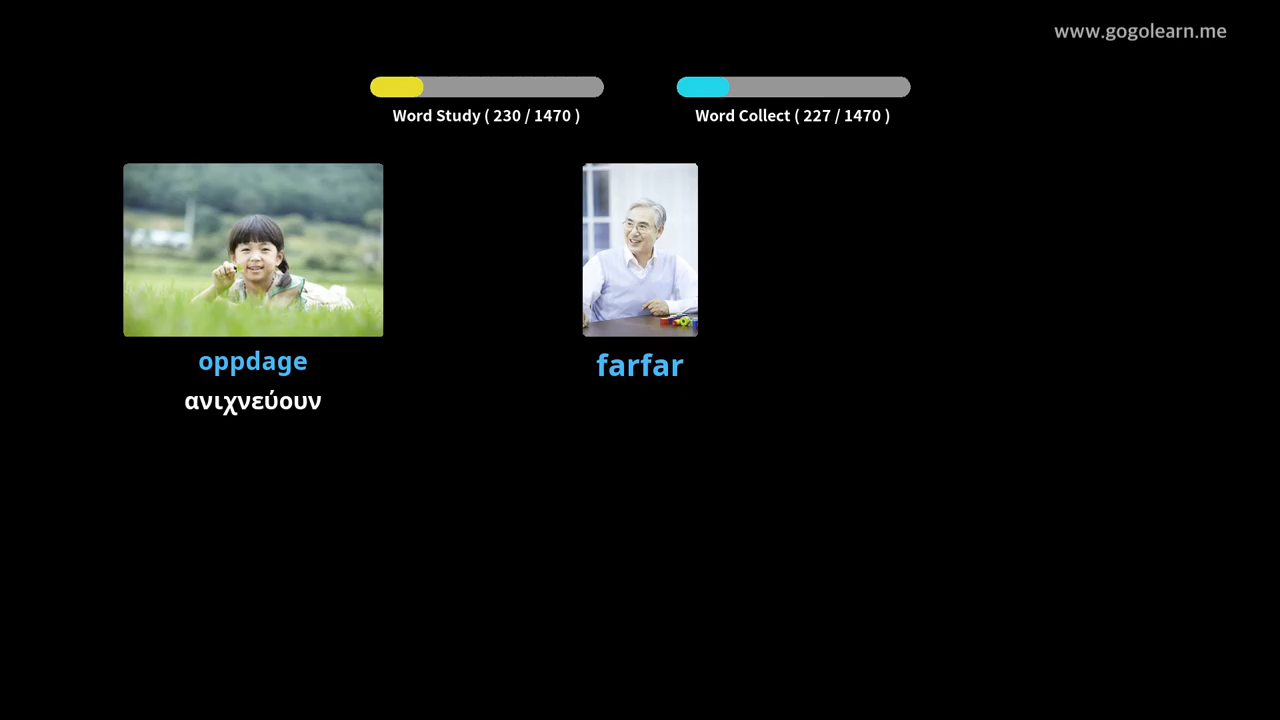 www.gogolearn.me
Word Study ( 230 / 1470 )
Word Collect ( 227 / 1470 )
oppdage
ανιχνεύουν
farfar